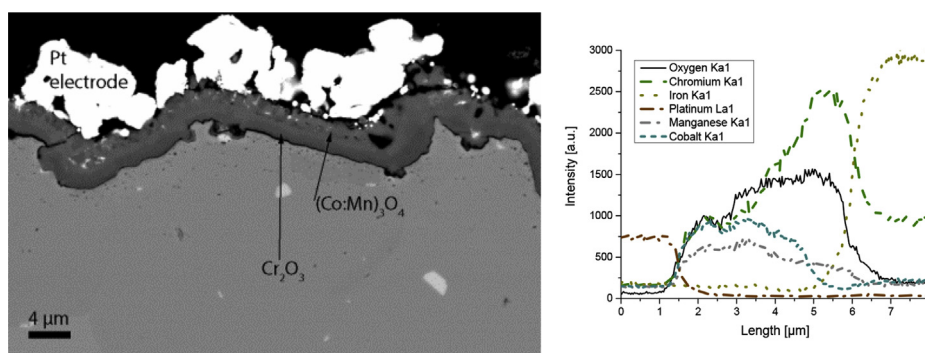 Pt
electrode
(Co:Mn)₃O₄
Cr₂O₃
4 µm
Oxygen Ka1
Chromium Ka1
Iron Ka1
Platinum La1
Manganese Ka1
Cobalt Ka1
Intensity [a.u.]
3000
2500
2000
1500
1000
500
0
0 1 2 3 4 5 6 7
Length [µm]